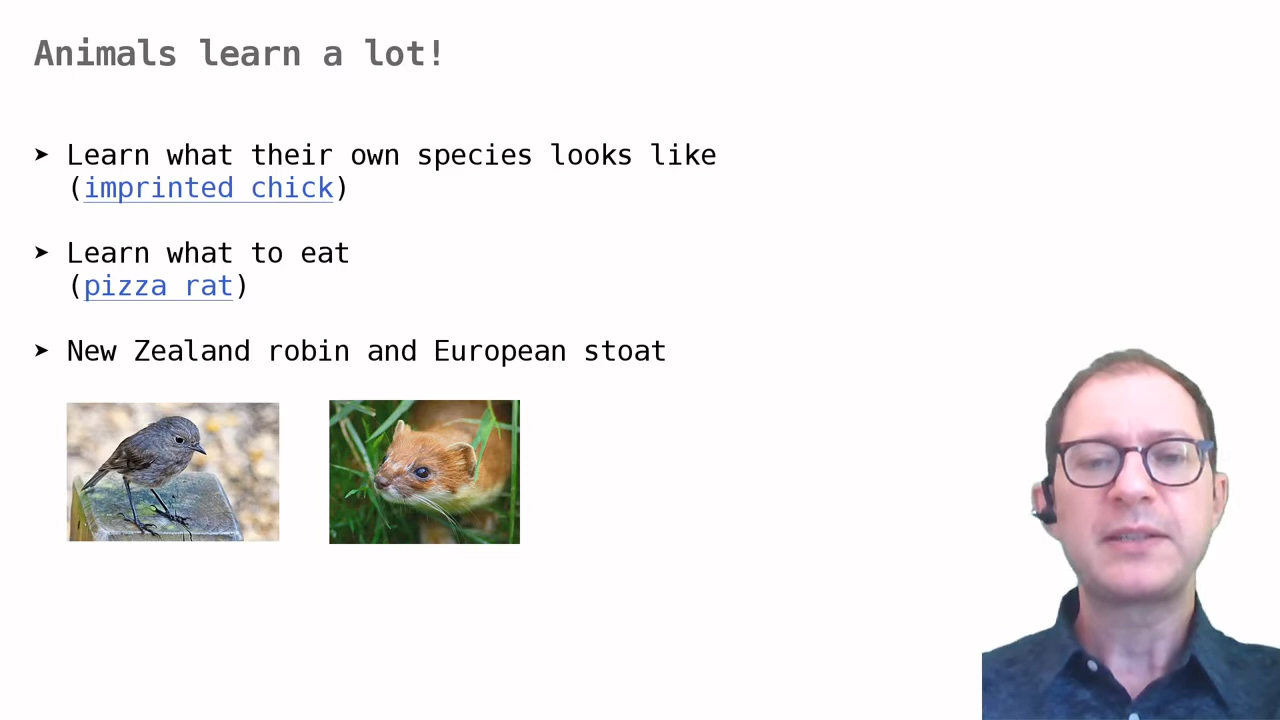 Animals learn a lot!
➤ Learn what their own species looks like
(imprinted chick)
➤ Learn what to eat
(pizza rat)
➤ New Zealand robin and European stoat